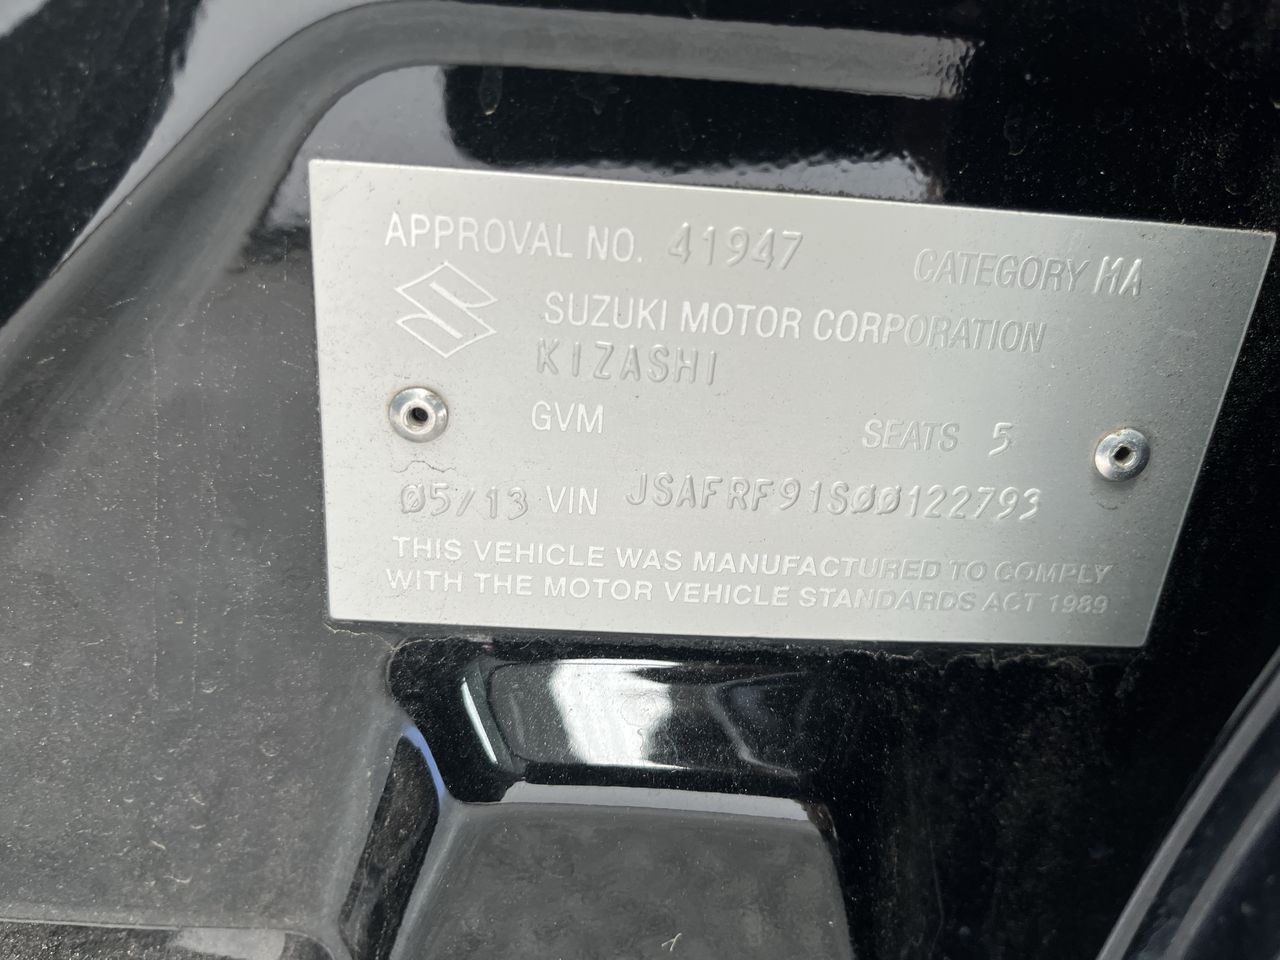 APPROVAL NO. 41947 CATEGORY MA
SUZUKI MOTOR CORPORATION
KIZASHI
GVM SEATS 5
05/13 VIN JSAFRF91S00122793
THIS VEHICLE WAS MANUFACTURED TO COMPLY
WITH THE MOTOR VEHICLE STANDARDS ACT 1989